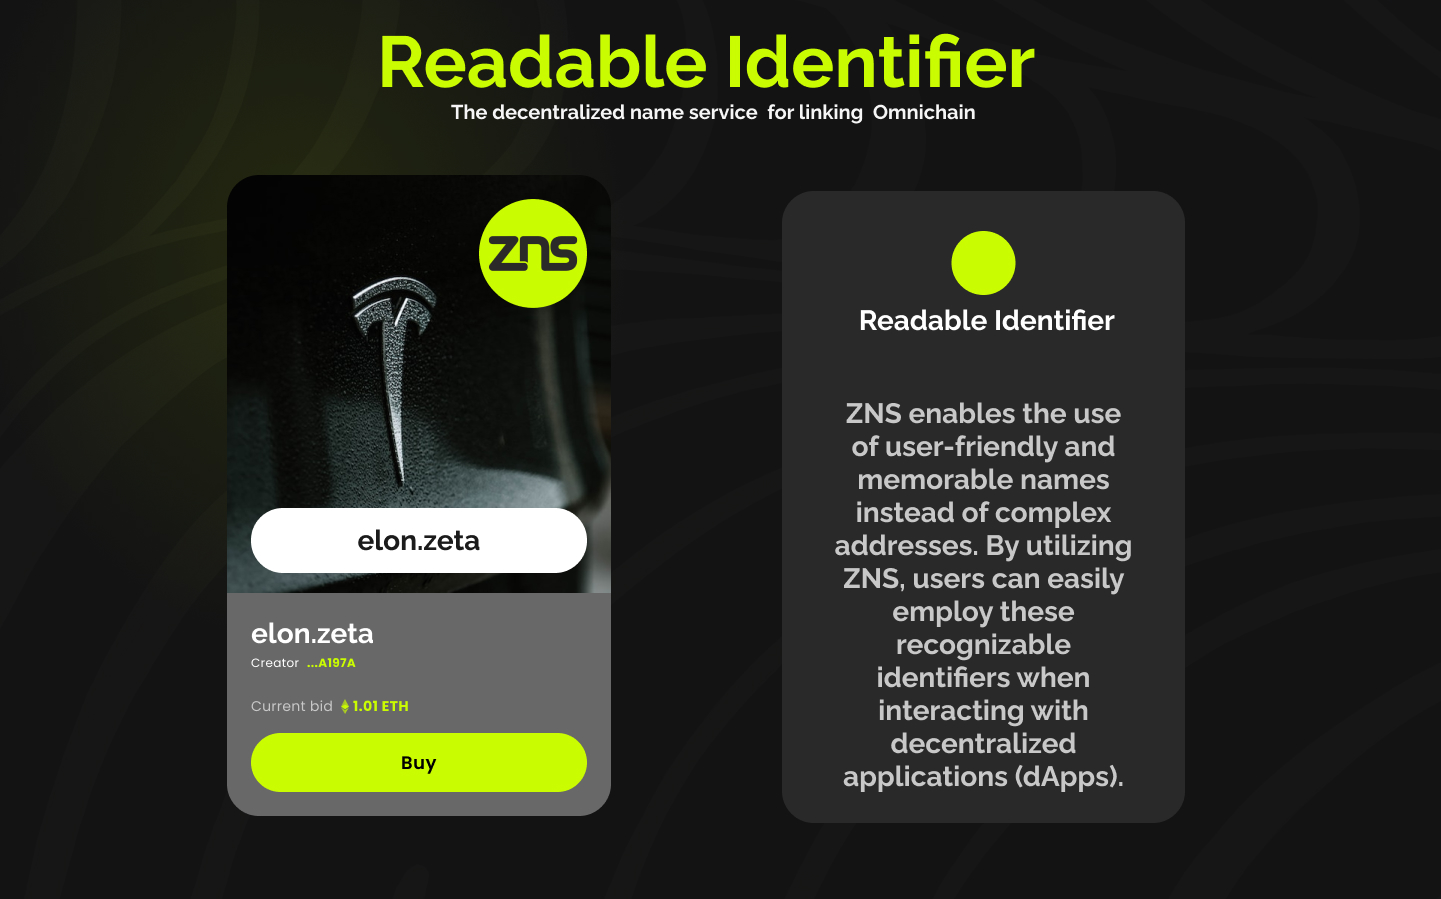 Readable Identifier
The decentralized name service for linking Omnichain
zns
elon.zeta
elon.zeta
Creator ...A197A
Current bid 1.01 ETH
Buy
Readable Identifier
ZNS enables the use
of user-friendly and
memorable names
instead of complex
addresses. By utilizing
ZNS, users can easily
employ these
recognizable
identifiers when
interacting with
decentralized
applications (dApps).